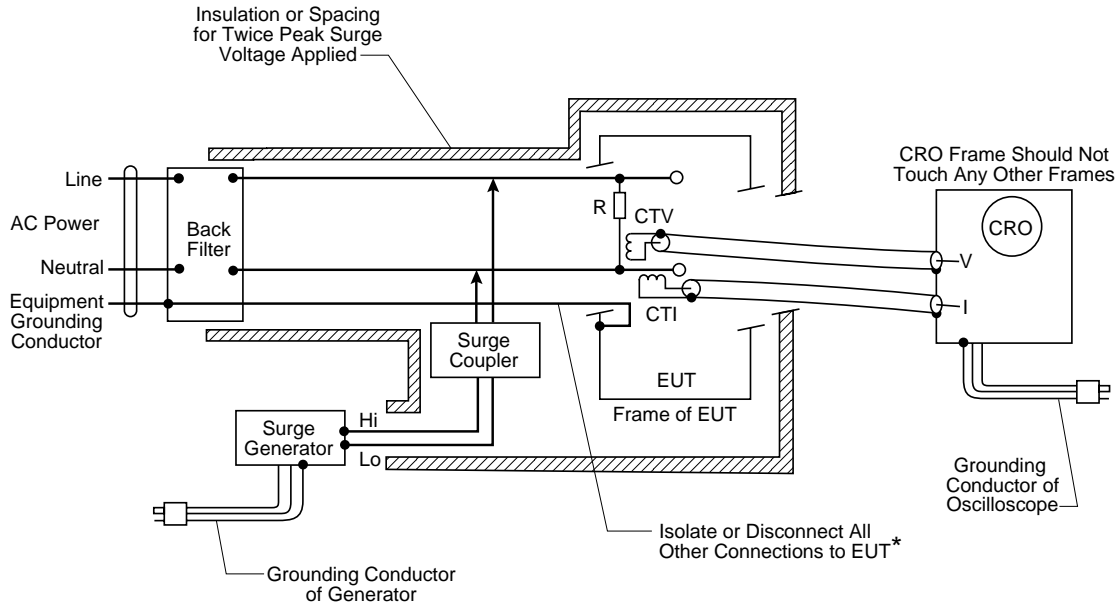 Insulation or Spacing
for Twice Peak Surge
Voltage Applied
CRO Frame Should Not
Touch Any Other Frames
Line
AC Power
Neutral
Equipment
Grounding
Conductor
Back
Filter
R
CTV
CTI
CRO
V
I
Surge
Coupler
EUT
Frame of EUT
Surge
Generator
Hi
Lo
Grounding
Conductor of
Oscilloscope
Isolate or Disconnect All
Other Connections to EUT*
Grounding Conductor
of Generator